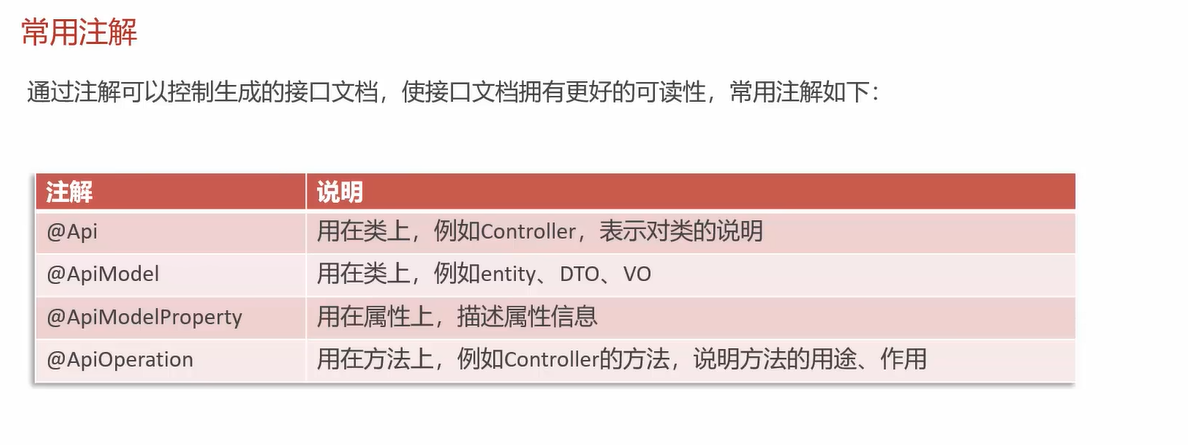 常用注解
通过注解可以控制生成的接口文档，使接口文档拥有更好的可读性，常用注解如下：
注解 说明
@Api 用在类上，例如Controller，表示对类的说明
@ApiModel 用在类上，例如entity、DTO、VO
@ApiModelProperty 用在属性上，描述属性信息
@ApiOperation 用在方法上，例如Controller的方法，说明方法的用途、作用